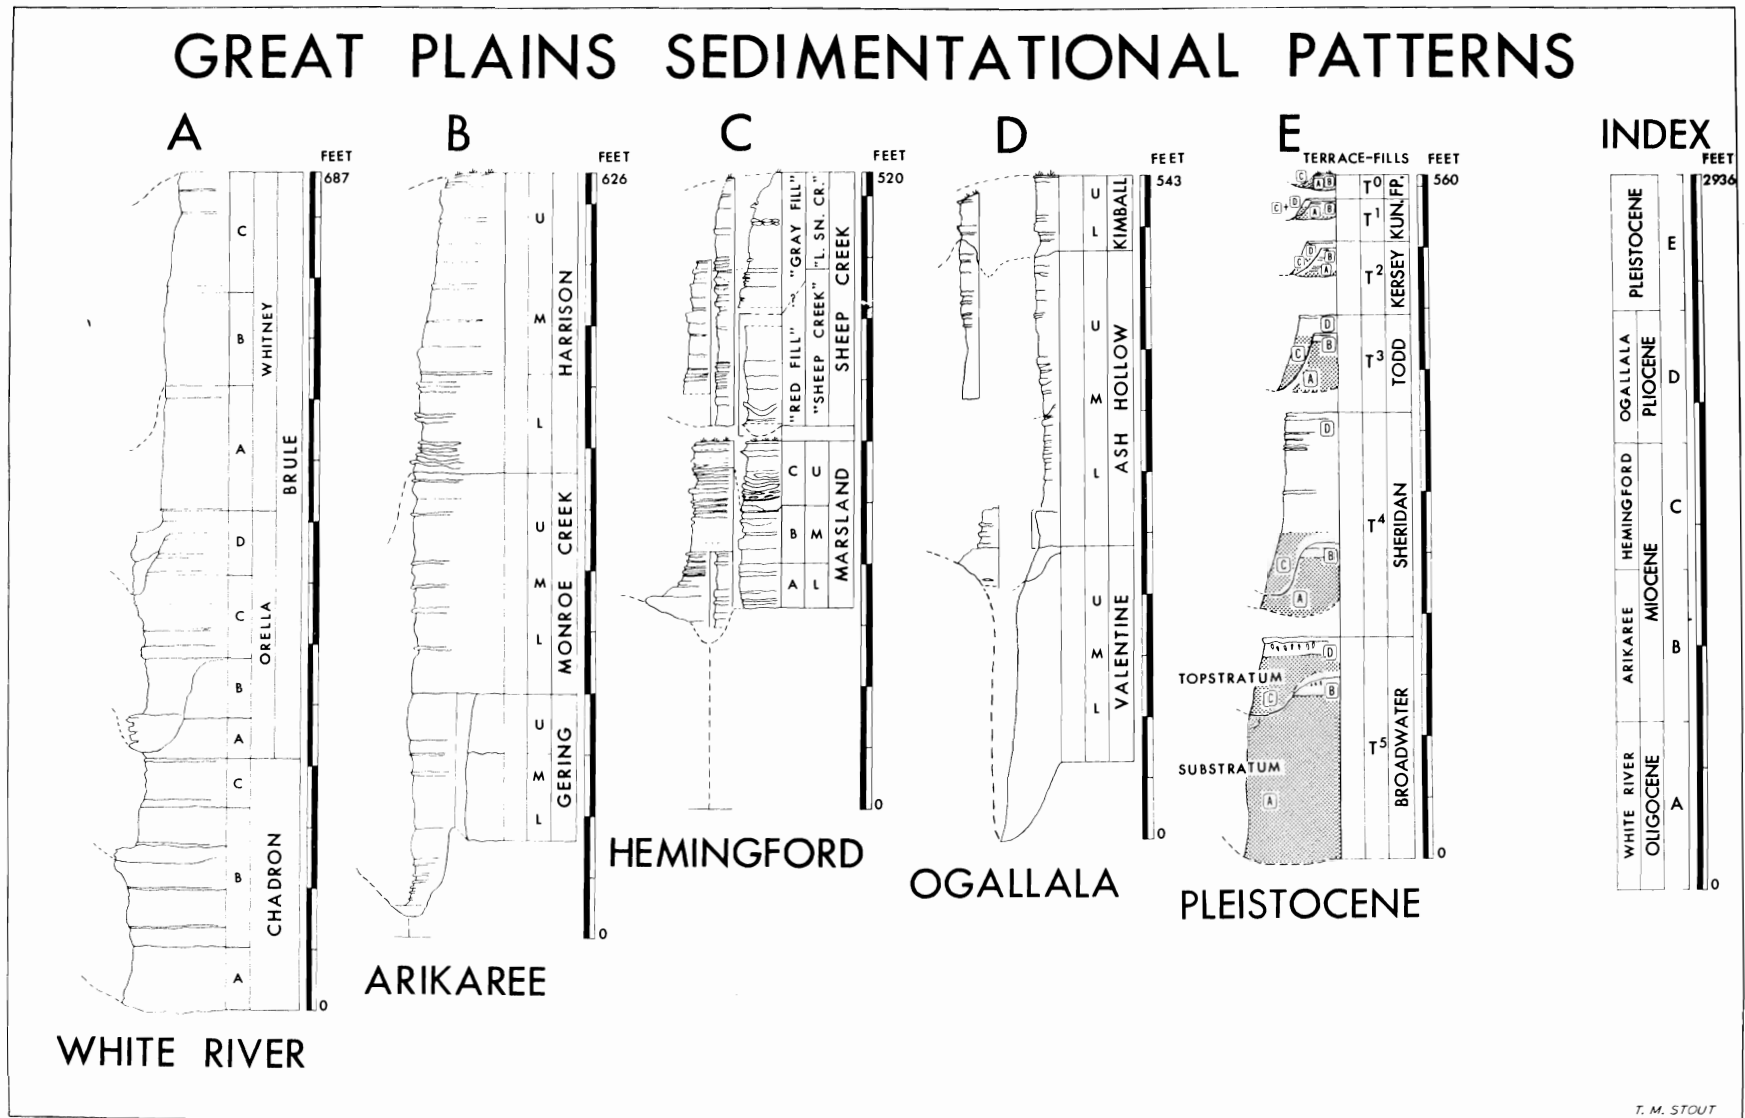 GREAT PLAINS SEDIMENTATIONAL PATTERNS
A
FEET
687
C
B
A
WHITNEY
D
C
B
A
ORELLA
BRULE
C
B
A
CHADRON
0
WHITE RIVER
B
FEET
626
U
M
L
HARRISON
U
M
L
MONROE CREEK
U
M
L
GERING
0
ARIKAREE
C
FEET
520
"GRAY FILL"
"L. SN. CR."
?
"RED FILL"
"SHEEP CREEK"
SHEEP CREEK
C U
B M
A L
MARSLAND
0
HEMINGFORD
D
FEET
543
U
L
KIMBALL
U
M
L
ASH HOLLOW
U
M
L
VALENTINE
0
OGALLALA
E
TERRACE-FILLS FEET
560
C A B T0 FP.
C+D A B T1 KUN.
D C B A T2 KERSEY
D C B A T3 TODD
D C B A T4 SHERIDAN
D
TOPSTRATUM
C B
T5
SUBSTRATUM
A
BROADWATER
0
PLEISTOCENE
INDEX
FEET
2936
PLEISTOCENE E
OGALLALA PLIOCENE D
HEMINGFORD C
MIOCENE
ARIKAREE B
WHITE RIVER OLIGOCENE A
0
T. M. STOUT